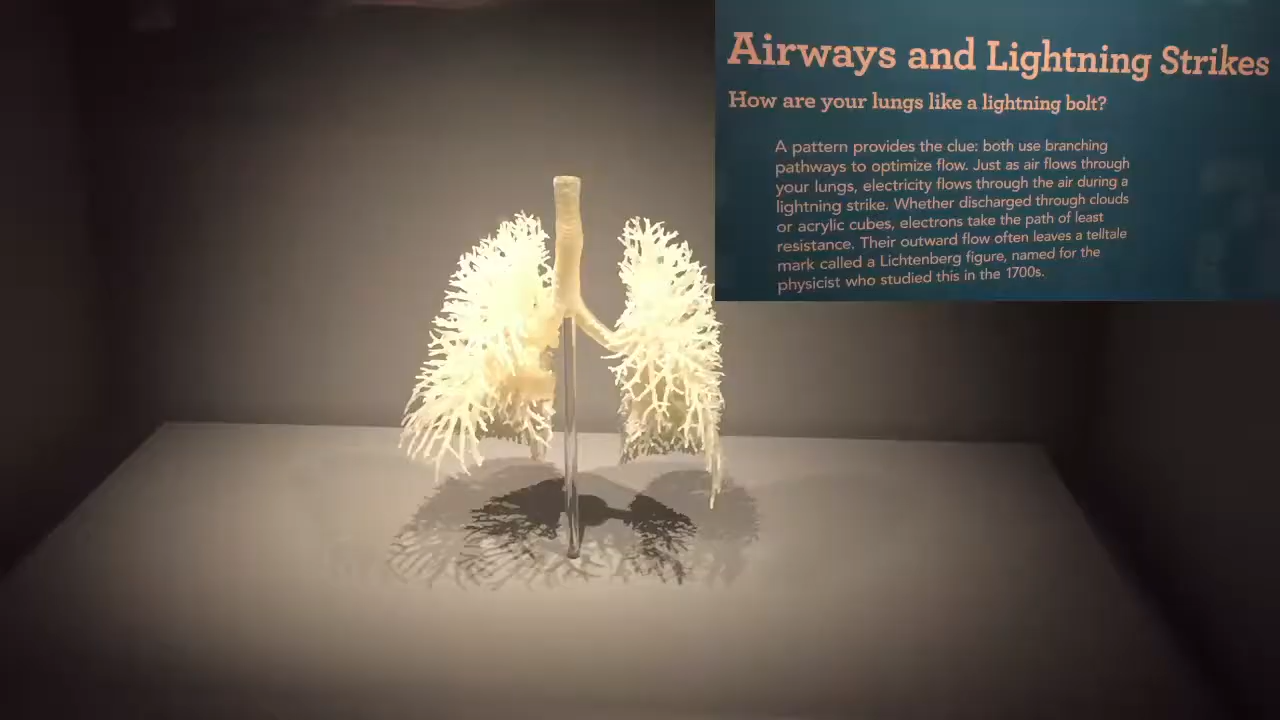 Airways and Lightning Strikes
How are your lungs like a lightning bolt?
A pattern provides the clue: both use branching
pathways to optimize flow. Just as air flows through
your lungs, electricity flows through the air during a
lightning strike. Whether discharged through clouds
or acrylic cubes, electrons take the path of least
resistance. Their outward flow often leaves a telltale
mark called a Lichtenberg figure, named for the
physicist who studied this in the 1700s.